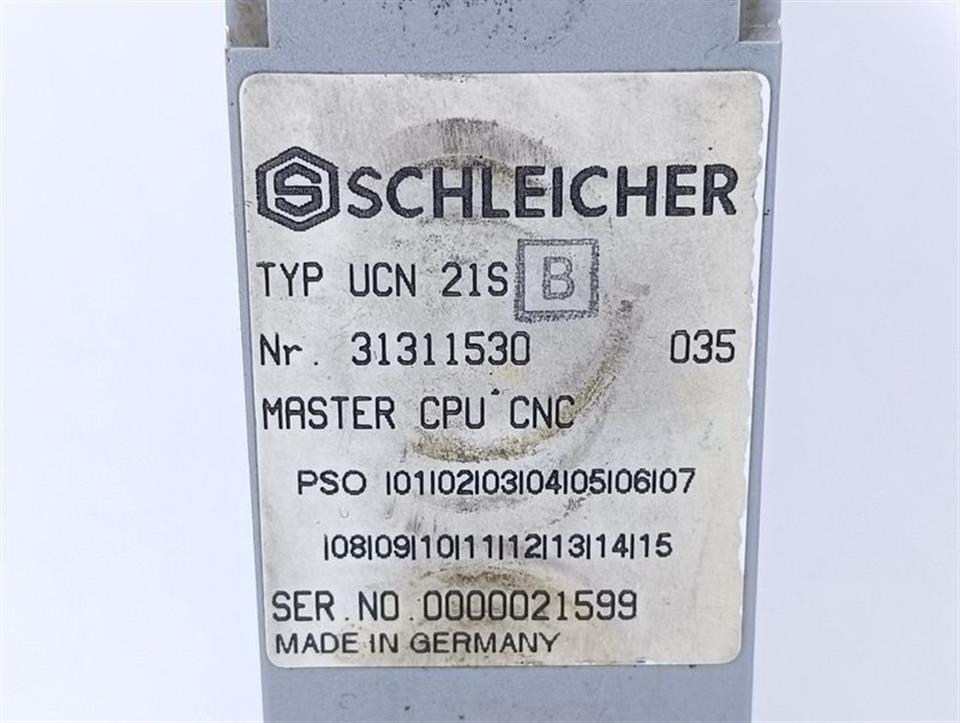 S SCHLEICHER
TYP UCN 21S B
Nr. 31311530 035
MASTER CPU CNC
PSO |01|02|03|04|05|06|07
|08|09|10|11|12|13|14|15
SER.NO.0000021599
MADE IN GERMANY